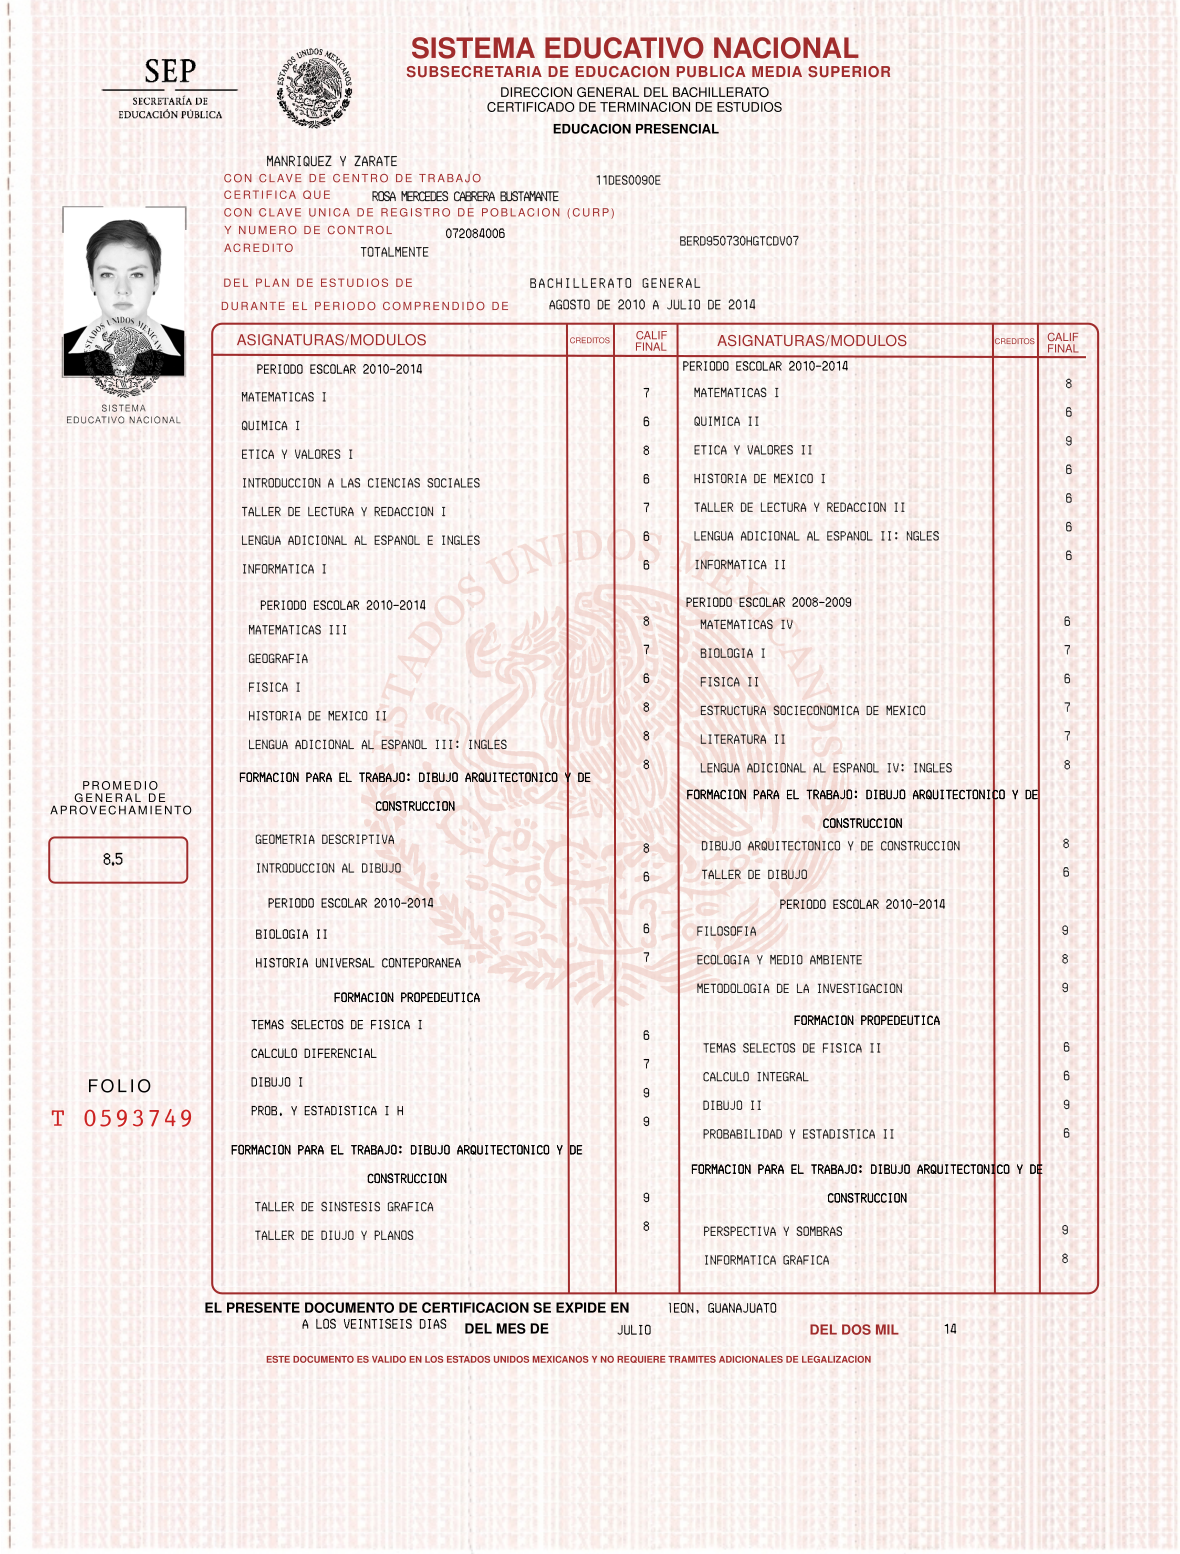 SISTEMA EDUCATIVO NACIONAL
SUBSECRETARIA DE EDUCACION PUBLICA MEDIA SUPERIOR
DIRECCION GENERAL DEL BACHILLERATO
CERTIFICADO DE TERMINACION DE ESTUDIOS
EDUCACION PRESENCIAL
SEP
SECRETARÍA DE
EDUCACIÓN PÚBLICA
ESTADOS UNIDOS MEXICANOS
MANRIQUEZ Y ZARATE
CON CLAVE DE CENTRO DE TRABAJO 11DES0090E
CERTIFICA QUE ROSA MERCEDES CABRERA BUSTAMANTE
CON CLAVE UNICA DE REGISTRO DE POBLACION (CURP)
Y NUMERO DE CONTROL 072084006
BERD950730HGTCDV07
ACREDITO TOTALMENTE
DEL PLAN DE ESTUDIOS DE BACHILLERATO GENERAL
DURANTE EL PERIODO COMPRENDIDO DE AGOSTO DE 2010 A JULIO DE 2014
SISTEMA
EDUCATIVO NACIONAL
PROMEDIO
GENERAL DE
APROVECHAMIENTO
8.5
FOLIO
T 0593749
ASIGNATURAS/MODULOS CREDITOS CALIF FINAL
PERIODO ESCOLAR 2010-2014
MATEMATICAS I 7
QUIMICA I 6
ETICA Y VALORES I 8
INTRODUCCION A LAS CIENCIAS SOCIALES 6
TALLER DE LECTURA Y REDACCION I 7
LENGUA ADICIONAL AL ESPANOL E INGLES 6
INFORMATICA I 6
PERIODO ESCOLAR 2010-2014
MATEMATICAS III 8
GEOGRAFIA 7
FISICA I 6
HISTORIA DE MEXICO II 8
LENGUA ADICIONAL AL ESPANOL III: INGLES 8
8
FORMACION PARA EL TRABAJO: DIBUJO ARQUITECTONICO Y DE
CONSTRUCCION
GEOMETRIA DESCRIPTIVA 8
INTRODUCCION AL DIBUJO 6
PERIODO ESCOLAR 2010-2014
BIOLOGIA II 6
HISTORIA UNIVERSAL CONTEPORANEA 7
FORMACION PROPEDEUTICA
TEMAS SELECTOS DE FISICA I 6
CALCULO DIFERENCIAL 7
DIBUJO I 9
PROB. Y ESTADISTICA I H 9
FORMACION PARA EL TRABAJO: DIBUJO ARQUITECTONICO Y DE
CONSTRUCCION
TALLER DE SINSTESIS GRAFICA 9
TALLER DE DIUJO Y PLANOS 8
ASIGNATURAS/MODULOS CREDITOS CALIF FINAL
PERIODO ESCOLAR 2010-2014
MATEMATICAS I 8
QUIMICA II 6
ETICA Y VALORES II 9
HISTORIA DE MEXICO I 6
TALLER DE LECTURA Y REDACCION II 6
LENGUA ADICIONAL AL ESPANOL II: NGLES 6
INFORMATICA II 6
PERIODO ESCOLAR 2008-2009
MATEMATICAS IV 6
BIOLOGIA I 7
FISICA II 6
ESTRUCTURA SOCIECONOMICA DE MEXICO 7
LITERATURA II 7
LENGUA ADICIONAL AL ESPANOL IV: INGLES 8
FORMACION PARA EL TRABAJO: DIBUJO ARQUITECTONICO Y DE
CONSTRUCCION
DIBUJO ARQUITECTONICO Y DE CONSTRUCCION 8
TALLER DE DIBUJO 6
PERIODO ESCOLAR 2010-2014
FILOSOFIA 9
ECOLOGIA Y MEDIO AMBIENTE 8
METODOLOGIA DE LA INVESTIGACION 9
FORMACION PROPEDEUTICA
TEMAS SELECTOS DE FISICA II 6
CALCULO INTEGRAL 6
DIBUJO II 9
PROBABILIDAD Y ESTADISTICA II 6
FORMACION PARA EL TRABAJO: DIBUJO ARQUITECTONICO Y DE
CONSTRUCCION
PERSPECTIVA Y SOMBRAS 9
INFORMATICA GRAFICA 8
ESTADOS UNIDOS MEXICANOS
EL PRESENTE DOCUMENTO DE CERTIFICACION SE EXPIDE EN lEON, GUANAJUATO
A LOS VEINTISEIS DIAS DEL MES DE JULIO DEL DOS MIL 14
ESTE DOCUMENTO ES VALIDO EN LOS ESTADOS UNIDOS MEXICANOS Y NO REQUIERE TRAMITES ADICIONALES DE LEGALIZACION